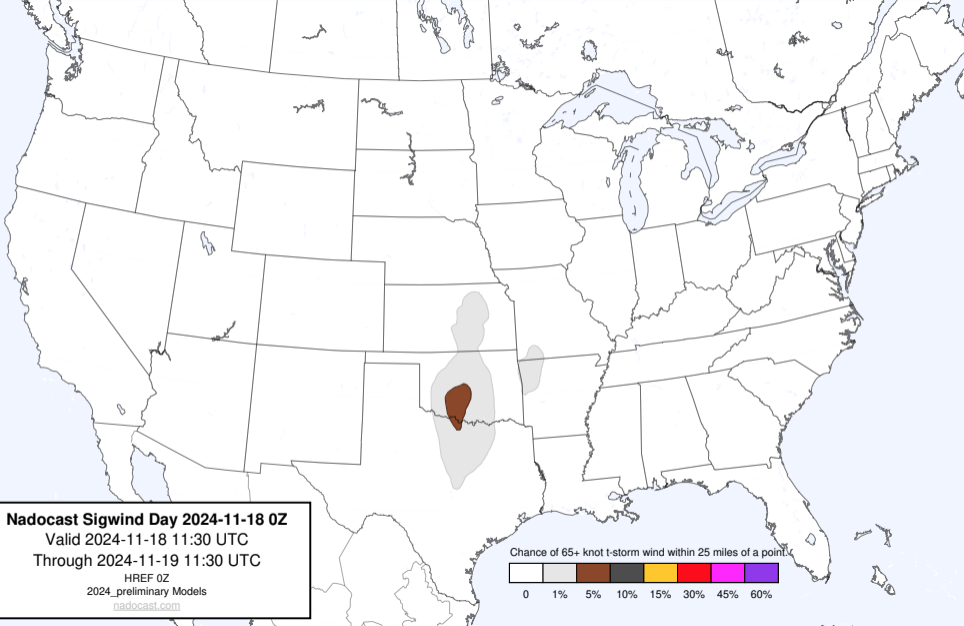 Nadocast Sigwind Day 2024-11-18 0Z
Valid 2024-11-18 11:30 UTC
Through 2024-11-19 11:30 UTC
HREF 0Z
2024_preliminary Models
nadocast.com
Chance of 65+ knot t-storm wind within 25 miles of a point.
0 1% 5% 10% 15% 30% 45% 60%